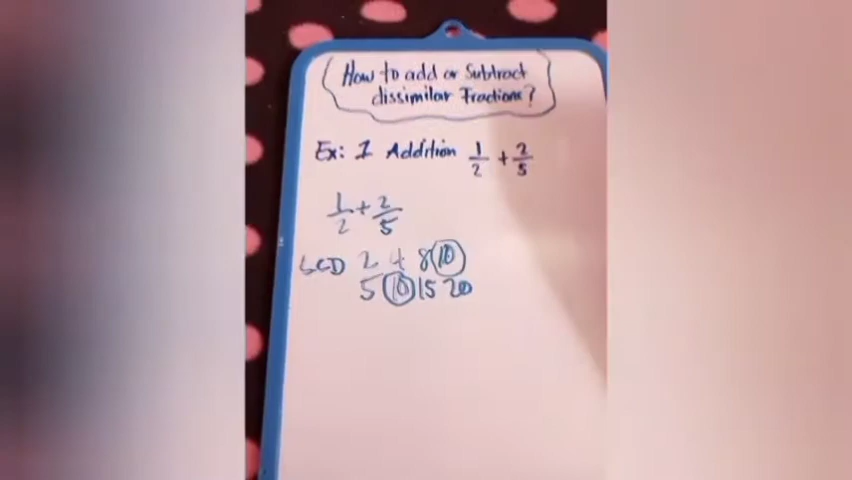 How to add or Subtract
dissimilar Fractions?
Ex: 1 Addition 1/2 + 2/5
1/2 + 2/5
LCD 2 4 8 10
5 10 15 20